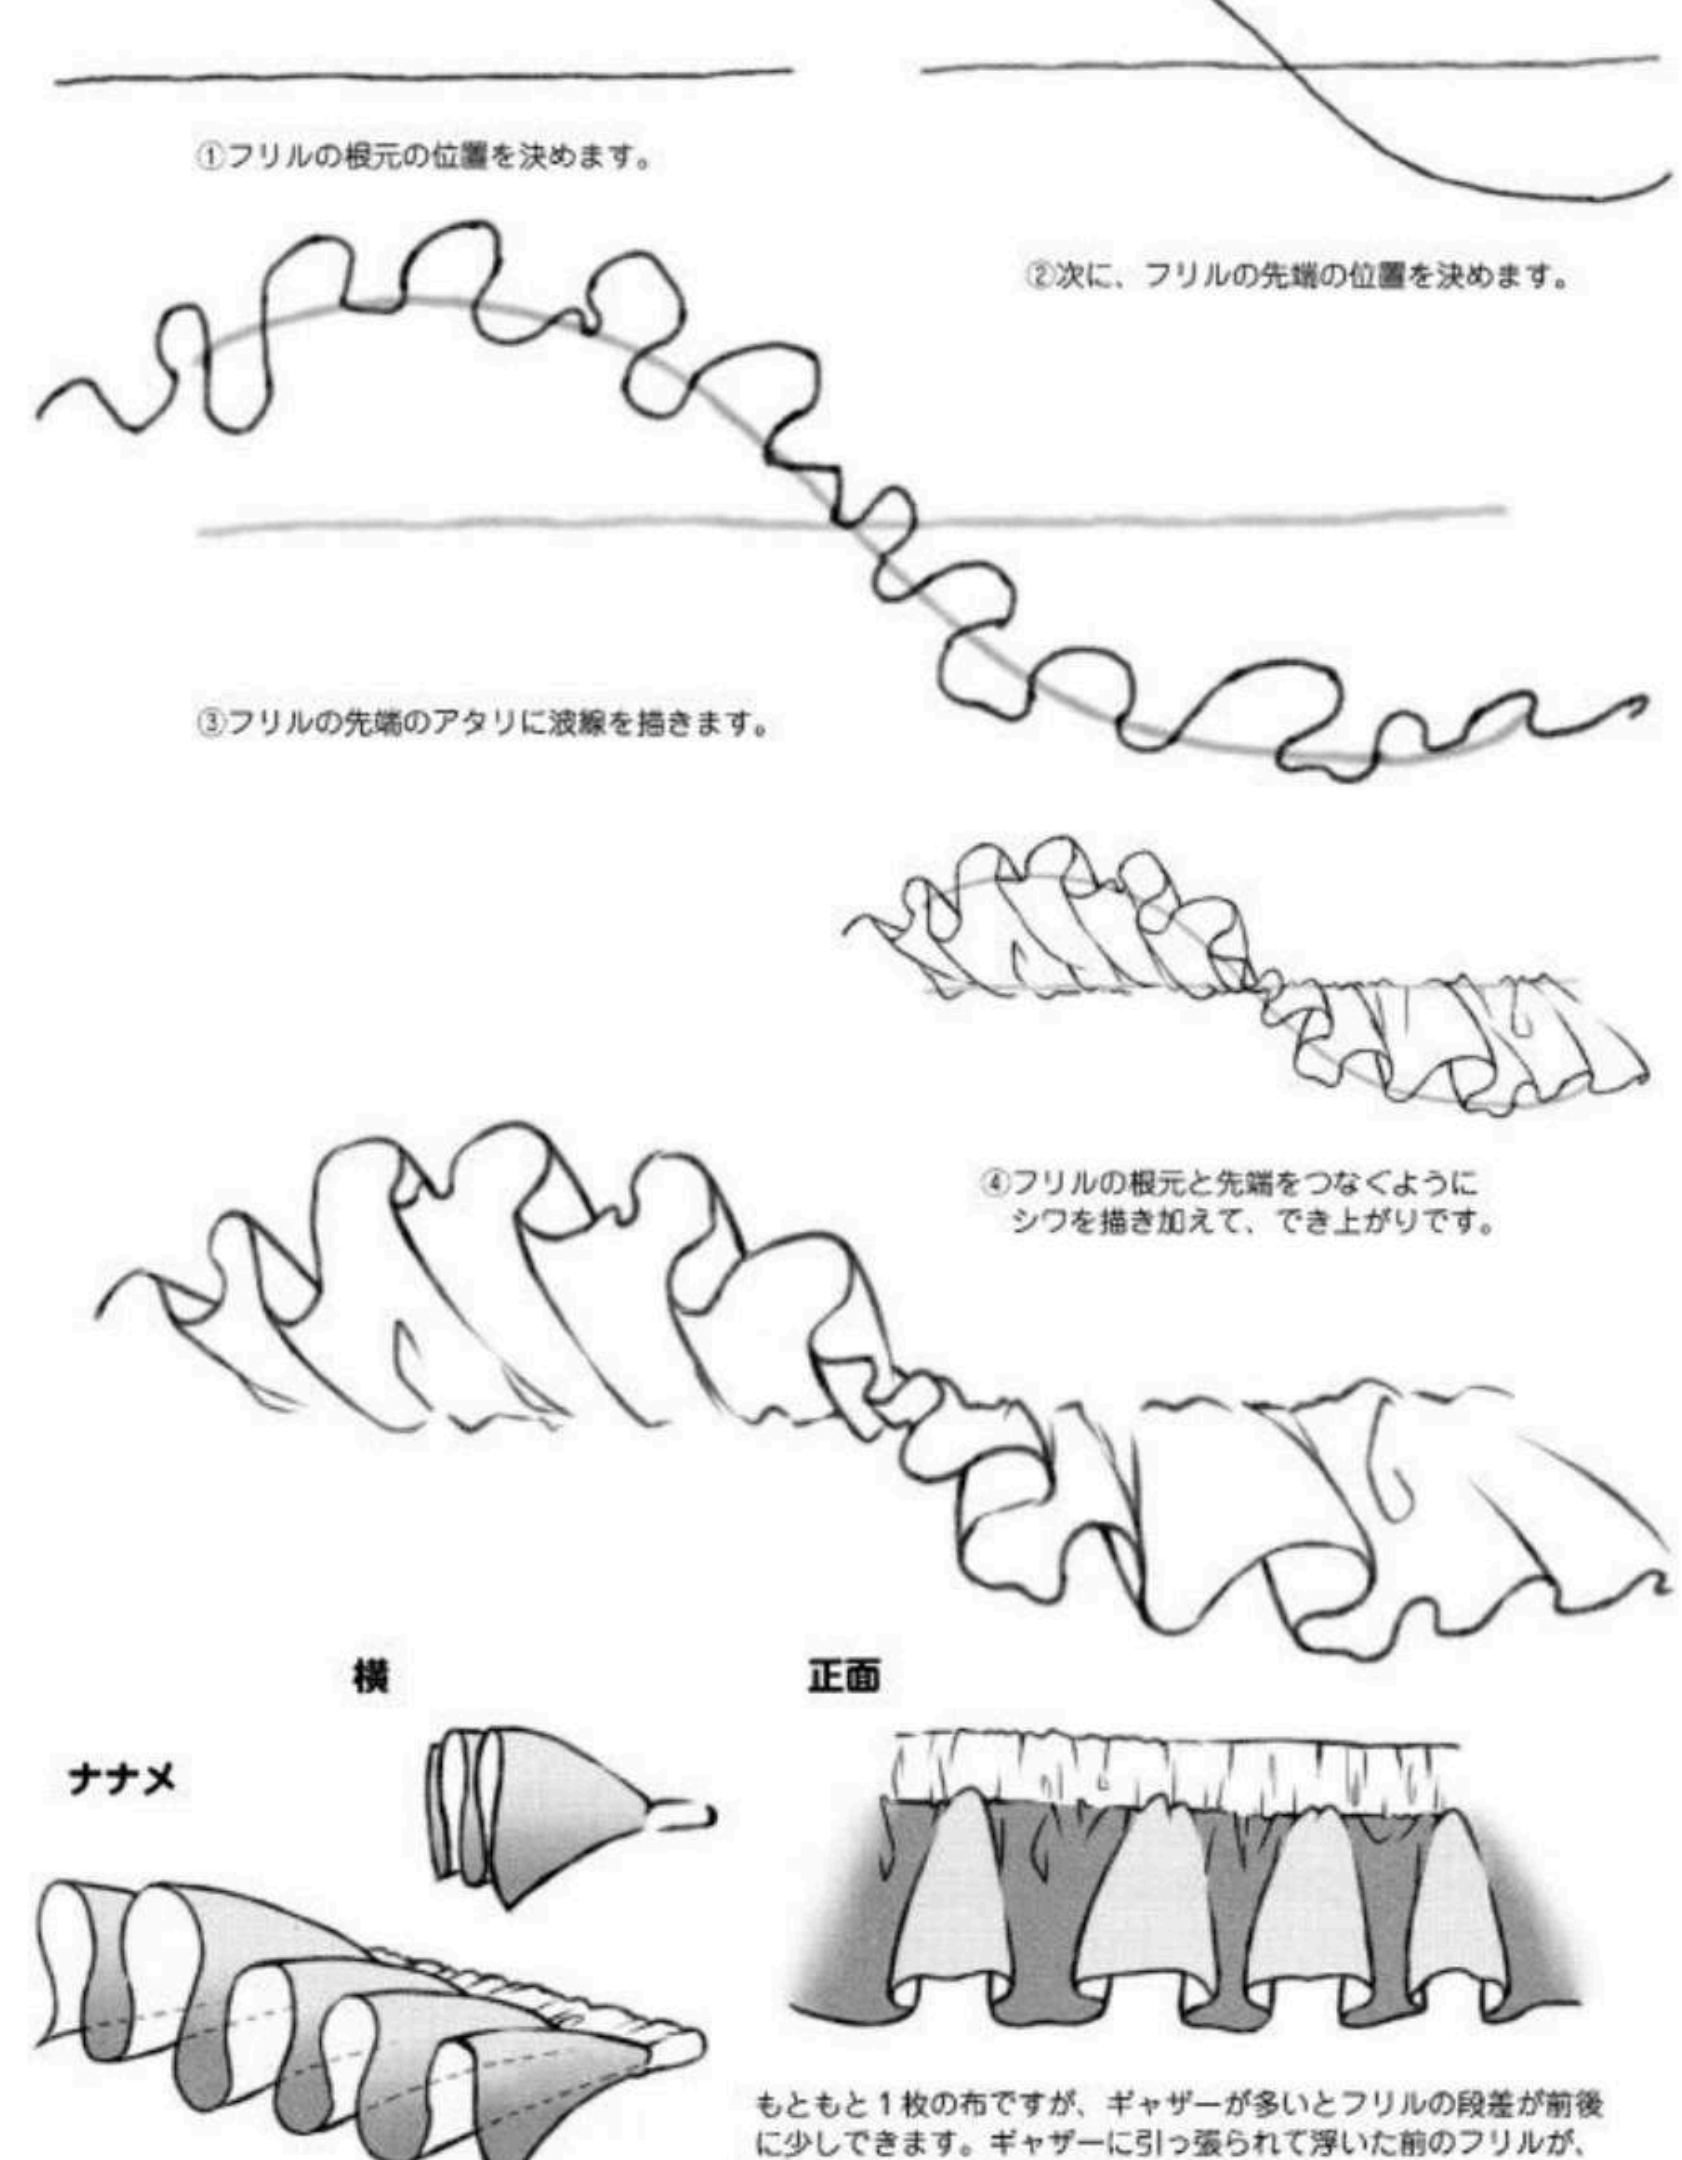 ①フリルの根元の位置を決めます。
②次に、フリルの先端の位置を決めます。
③フリルの先端のアタリに波線を描きます。
④フリルの根元と先端をつなぐように
シワを描き加えて、でき上がりです。
横
正面
ナナメ
もともと1枚の布ですが、ギャザーが多いとフリルの段差が前後
に少しできます。ギャザーに引っ張られて浮いた前のフリルが、